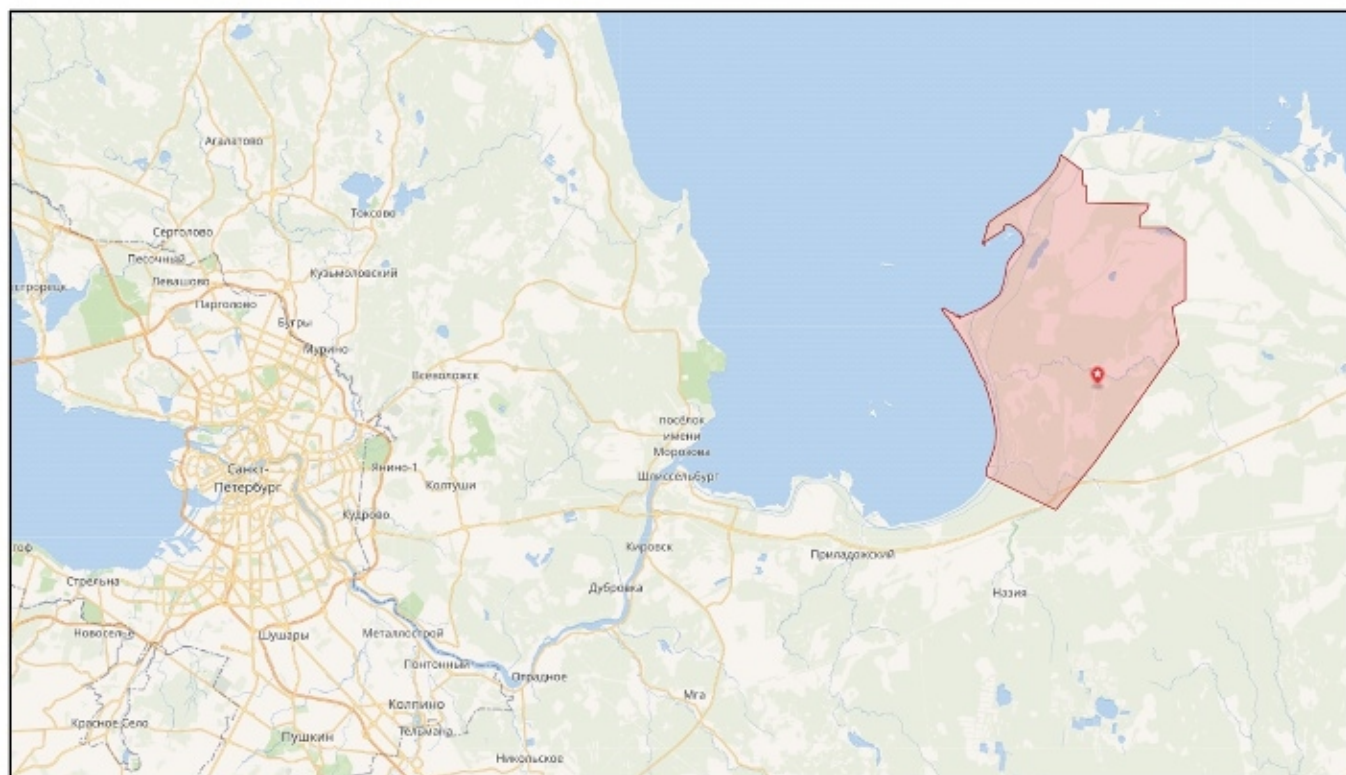 Агалатово
Токсово
Сертолово
Песочный
Кузьмоловский
Левашово
Парголово
Бугры
Мурино
Всеволожск
посёлок
имени
Морозова
Янино-1
Санкт-
Петербург
Колтуши
Шлиссельбург
Кудрово
Кировск
Приладожский
гоф
Стрельна
Дубровка
Назия
Новоселье
Шушары
Металлострой
Понтонный
Отрадное
Мга
Колпино
Красное Село
Пушкин
Тельмана
Никольское